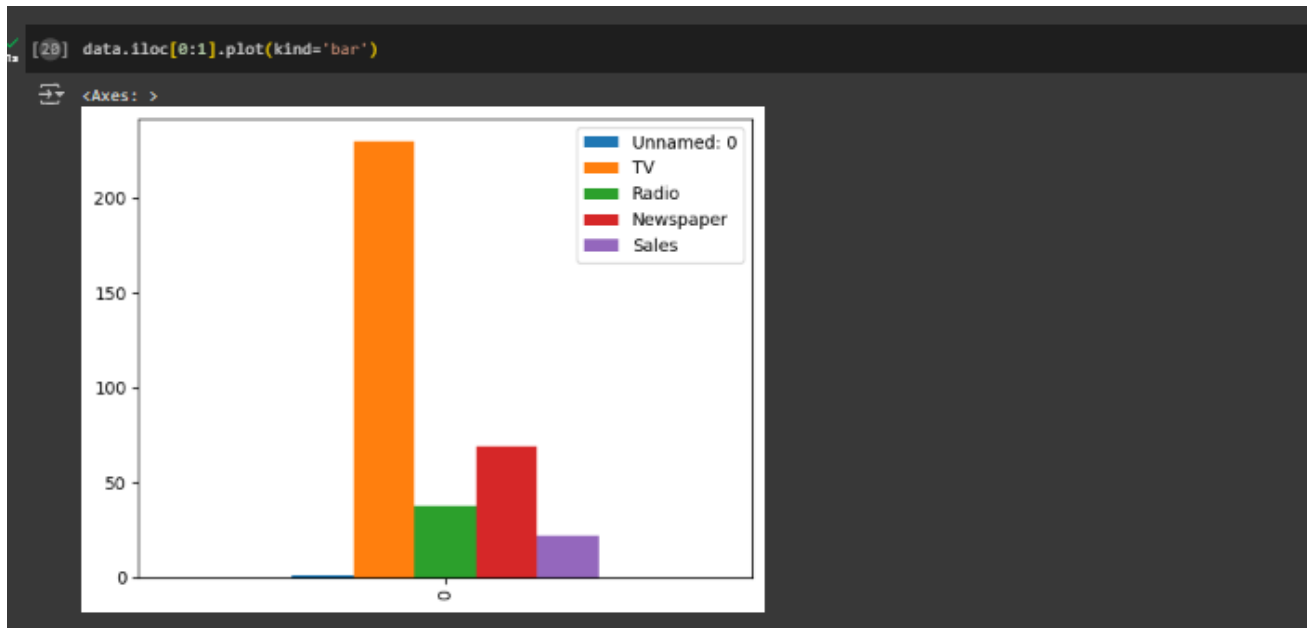 [20] data.iloc[0:1].plot(kind='bar')
1s
<Axes: >
Unnamed: 0
TV
Radio
Newspaper
Sales
200
150
100
50
0
0